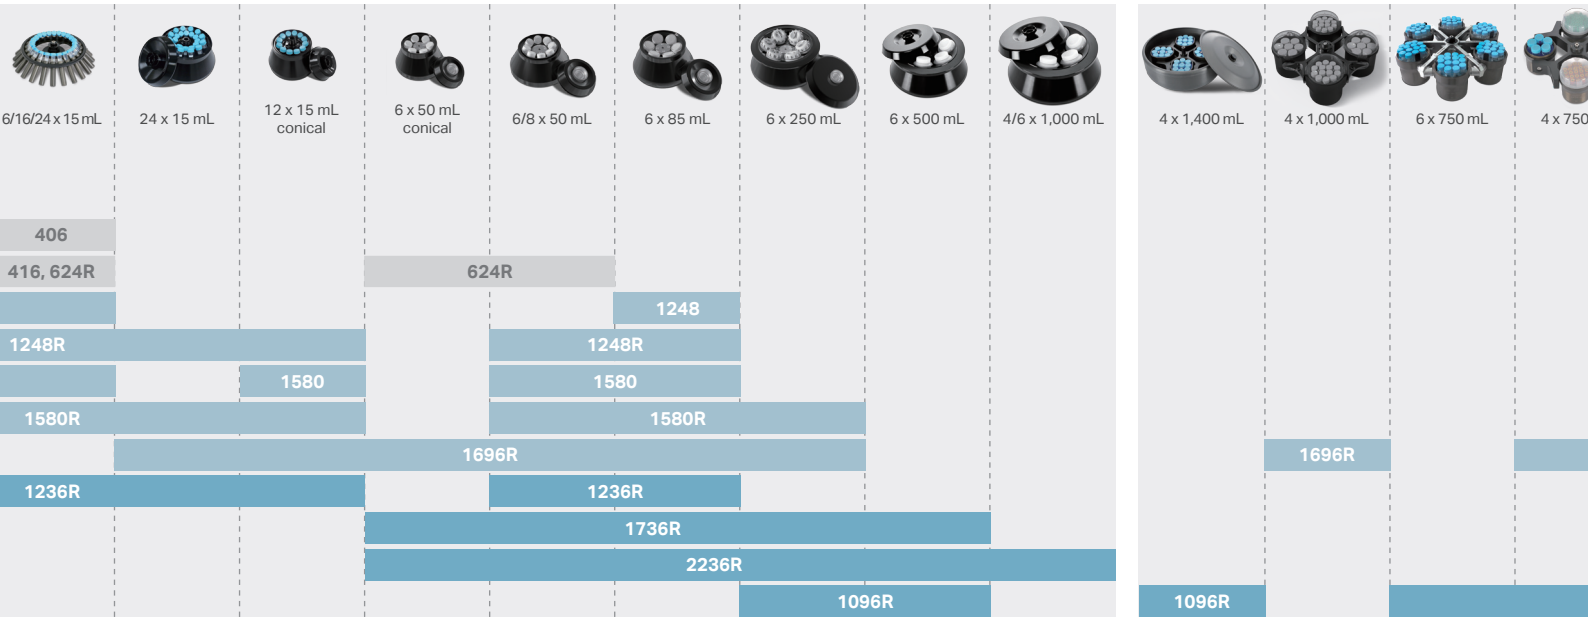 6/16/24 x 15 mL
24 x 15 mL
12 x 15 mL
conical
6 x 50 mL
conical
6/8 x 50 mL
6 x 85 mL
6 x 250 mL
6 x 500 mL
4/6 x 1,000 mL
4 x 1,400 mL
4 x 1,000 mL
6 x 750 mL
4 x 750
406
416, 624R
624R
1248
1248R
1248R
1580
1580
1580R
1580R
1696R
1696R
1236R
1236R
1736R
2236R
1096R
1096R